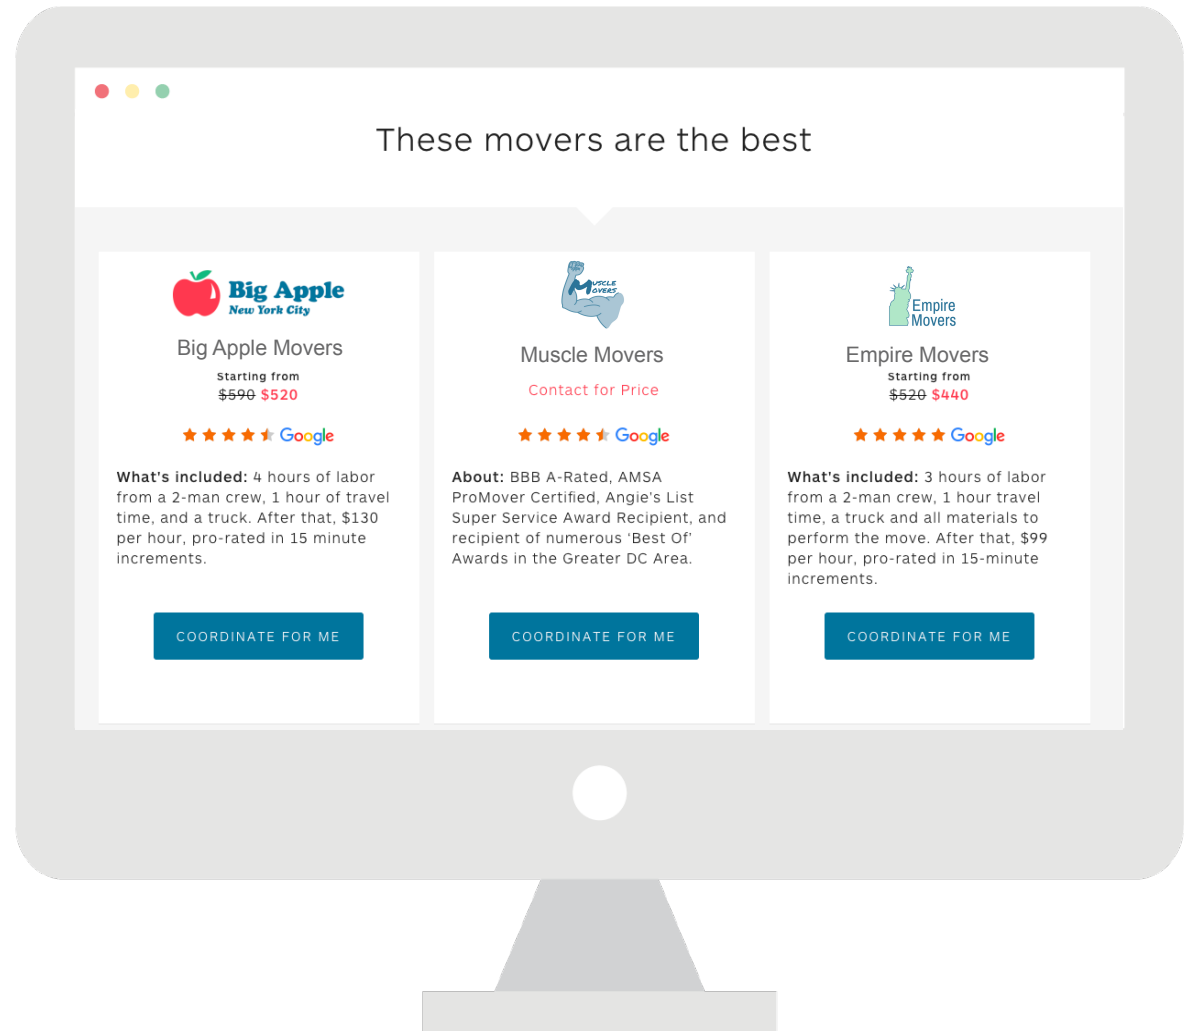 These movers are the best
Big Apple
New York City
Big Apple Movers
Starting from
$590 $520
Google
What's included: 4 hours of labor
from a 2-man crew, 1 hour of travel
time, and a truck. After that, $130
per hour, pro-rated in 15 minute
increments.
COORDINATE FOR ME
MUSCLE
MOVERS
Muscle Movers
Contact for Price
Google
About: BBB A-Rated, AMSA
ProMover Certified, Angie's List
Super Service Award Recipient, and
recipient of numerous ‘Best Of’
Awards in the Greater DC Area.
COORDINATE FOR ME
Empire
Movers
Empire Movers
Starting from
$520 $440
Google
What's included: 3 hours of labor
from a 2-man crew, 1 hour travel
time, a truck and all materials to
perform the move. After that, $99
per hour, pro-rated in 15-minute
increments.
COORDINATE FOR ME